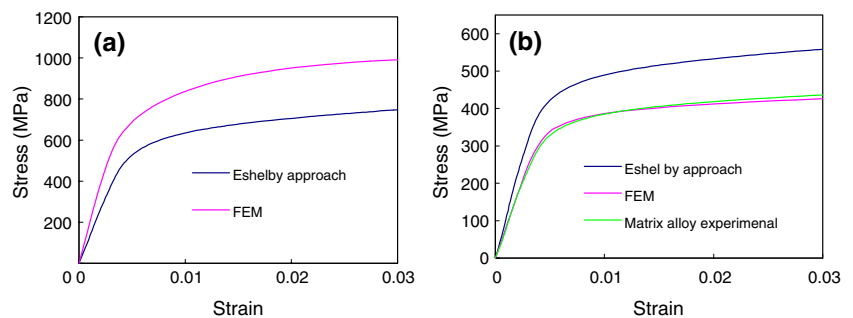 (a)
1200
1000
800
600
400
200
0 0
0.01
0.02
0.03
Stress (MPa)
Strain
Eshelby approach
FEM
(b)
600
500
400
300
200
100
0
0
0.01
0.02
0.03
Stress (MPa)
Strain
Eshel by approach
FEM
Matrix alloy experimenal